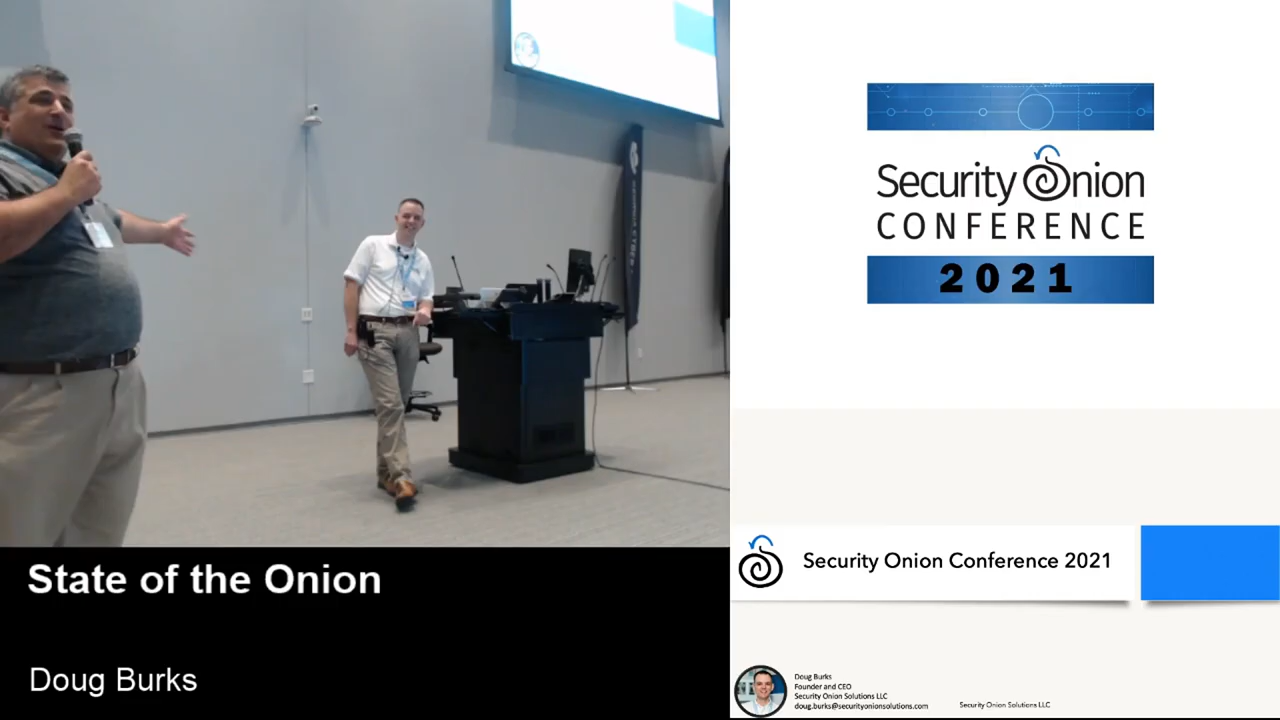 State of the Onion
Doug Burks
Security Onion
CONFERENCE
2021
Security Onion Conference 2021
Doug Burks
Founder and CEO
Security Onion Solutions LLC
doug.burks@securityonionsolutions.com
Security Onion Solutions LLC